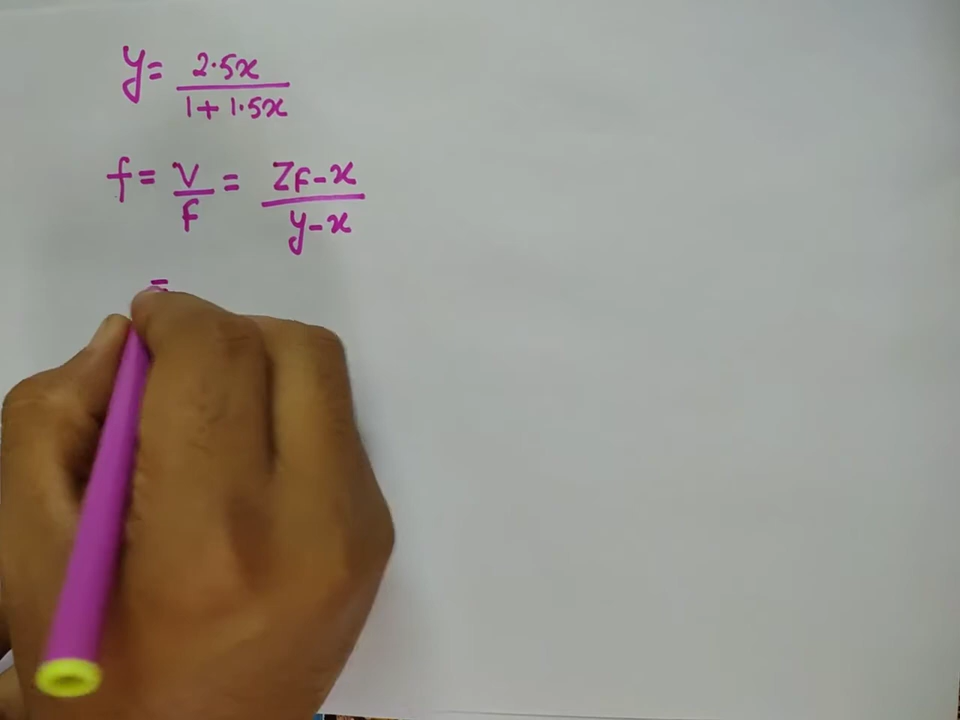 y = 2.5x / 1 + 1.5x
f = V / F = ZF - x / y - x
=